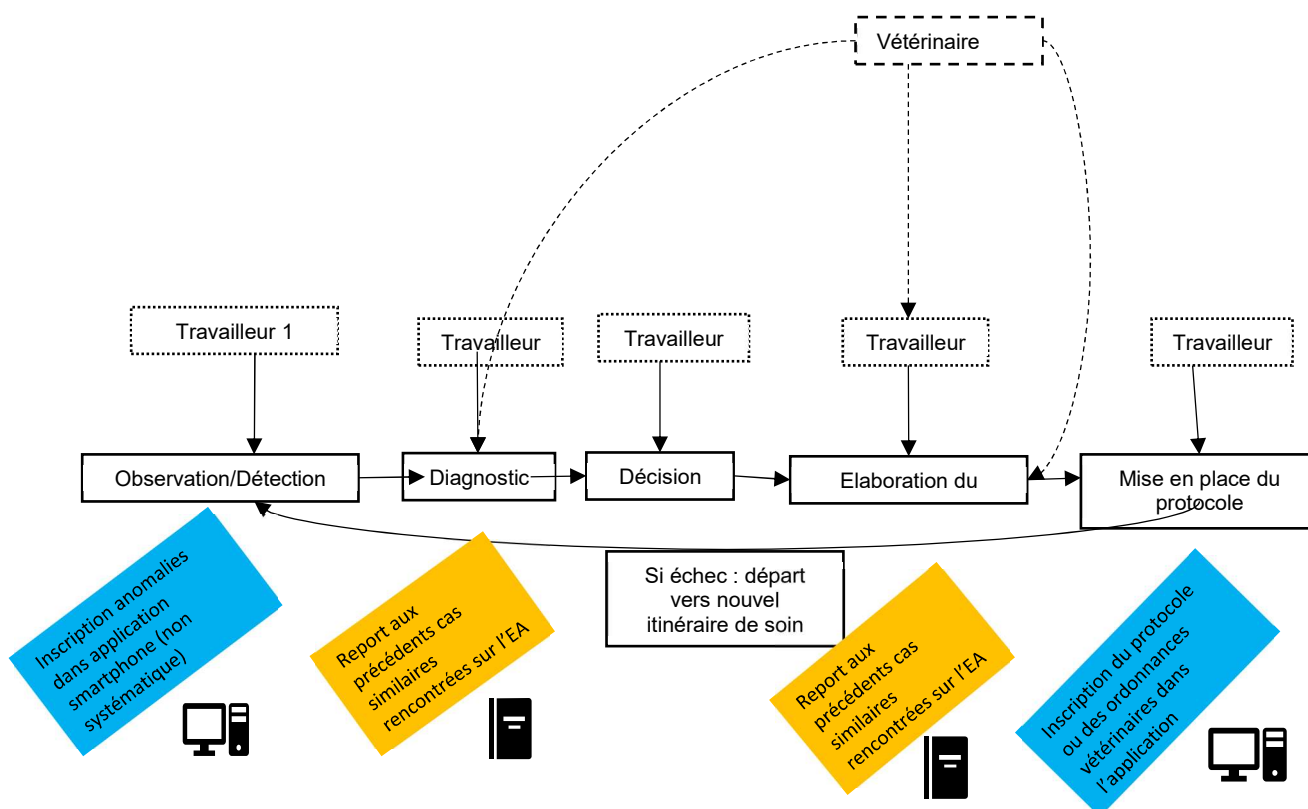 Vétérinaire
Travailleur 1
Travailleur
Travailleur
Travailleur
Travailleur
Observation/Détection
Diagnostic
Décision
Elaboration du
Mise en place du
protocole
Si échec : départ
vers nouvel
itinéraire de soin
Inscription anomalies
dans application
smartphone (non
systématique)
Report aux
précédents cas
similaires
rencontrées sur l’EA
Report aux
précédents cas
similaires
rencontrées sur l’EA
Inscription du protocole
ou des ordonnances
vétérinaires dans
l’application